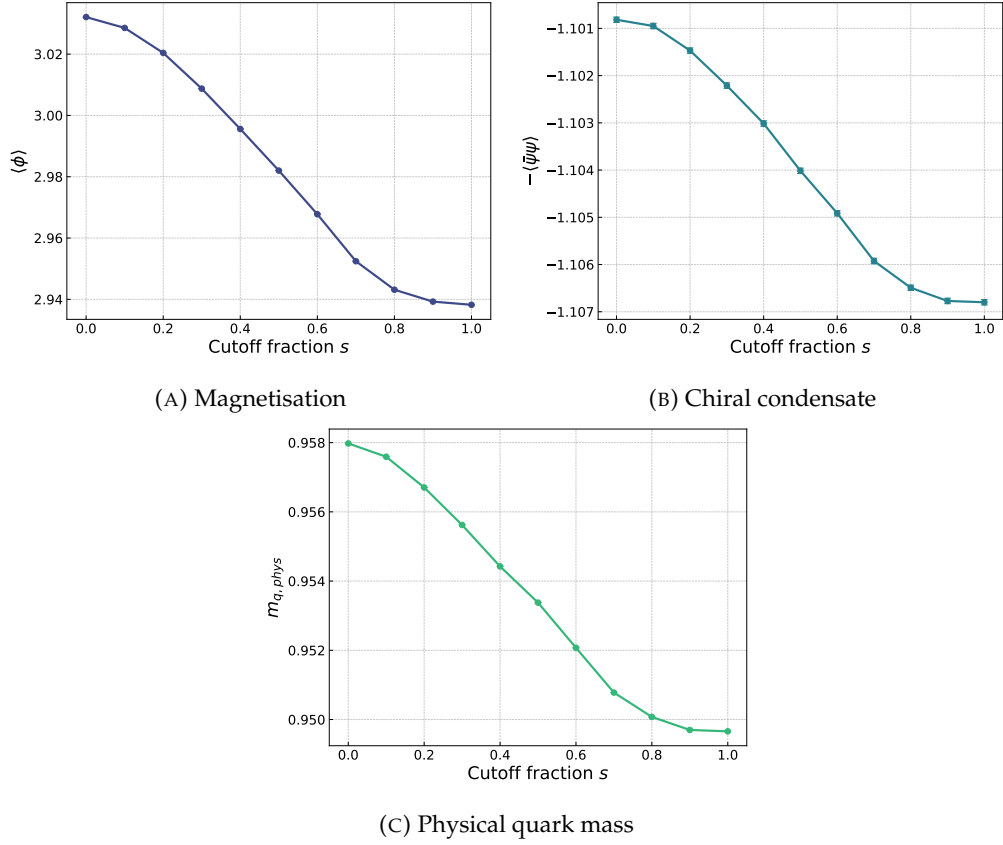 3.02
3.00
2.98
2.96
2.94
⟨ϕ⟩
0.0 0.2 0.4 0.6 0.8 1.0
Cutoff fraction s
(A) Magnetisation
−1.101
−1.102
−1.103
−1.104
−1.105
−1.106
−1.107
−⟨ψ̄ψ⟩
0.0 0.2 0.4 0.6 0.8 1.0
Cutoff fraction s
(B) Chiral condensate
0.958
0.956
0.954
0.952
0.950
m_{q,phys}
0.0 0.2 0.4 0.6 0.8 1.0
Cutoff fraction s
(C) Physical quark mass